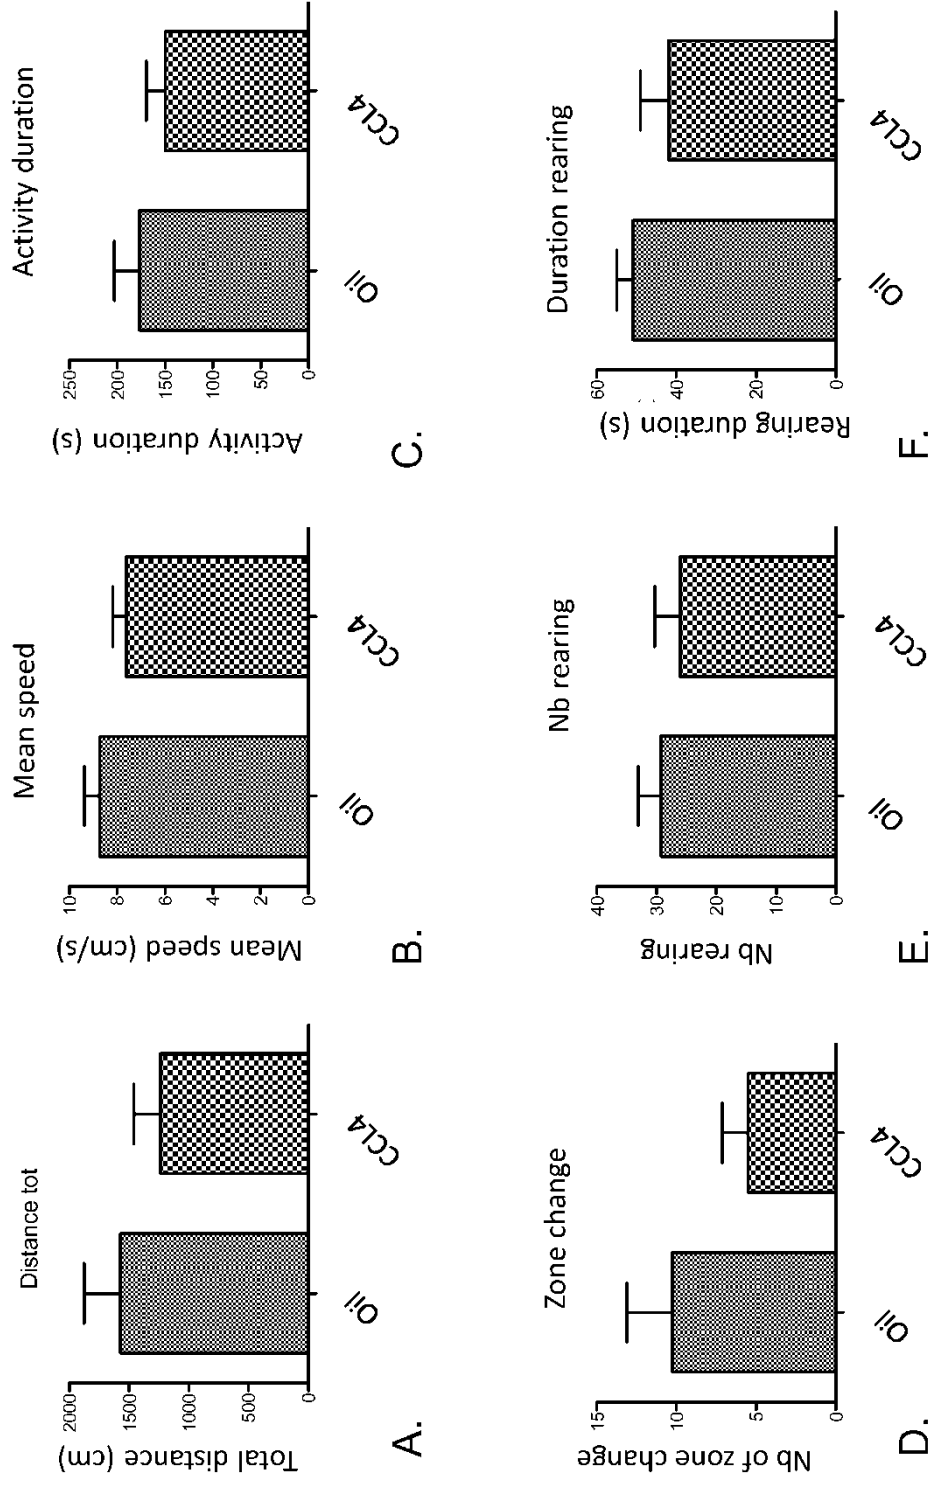 Distance tot
Total distance (cm)
2000
1500
1000
500
0
Oil
CCL4
A.
Mean speed
Mean speed (cm/s)
10
8
6
4
2
0
Oil
CCL4
B.
Activity duration
Activity duration (s)
250
200
150
100
50
0
Oil
CCL4
C.
Zone change
Nb of zone change
15
10
5
0
Oil
CCL4
D.
Nb rearing
Nb rearing
40
30
20
10
0
Oil
CCL4
E.
Duration rearing
Rearing duration (s)
60
40
20
0
Oil
CCL4
F.